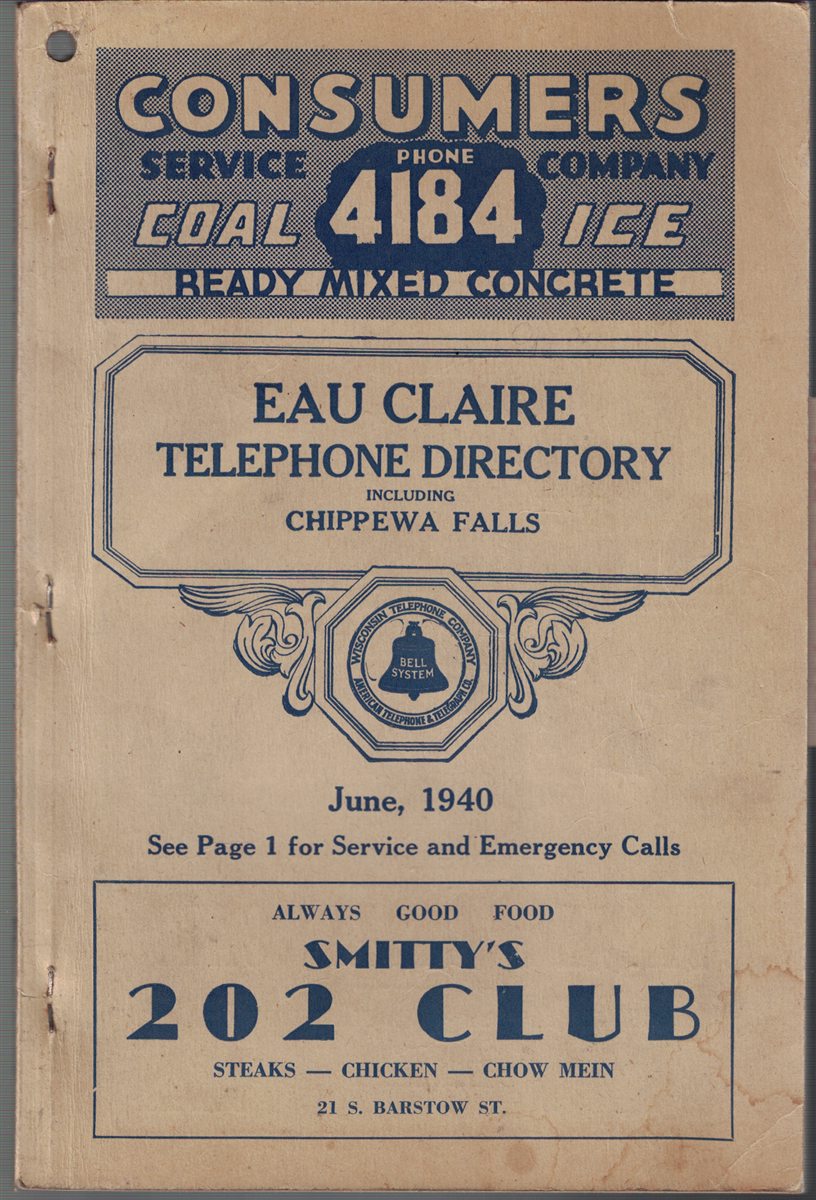 CONSUMERS
SERVICE PHONE COMPANY
COAL 4184 ICE
READY MIXED CONCRETE
EAU CLAIRE
TELEPHONE DIRECTORY
INCLUDING
CHIPPEWA FALLS
WISCONSIN TELEPHONE COMPANY
BELL
SYSTEM
AMERICAN TELEPHONE & TELEGRAPH CO.
June, 1940
See Page 1 for Service and Emergency Calls
ALWAYS GOOD FOOD
SMITTY'S
202 CLUB
STEAKS — CHICKEN — CHOW MEIN
21 S. BARSTOW ST.